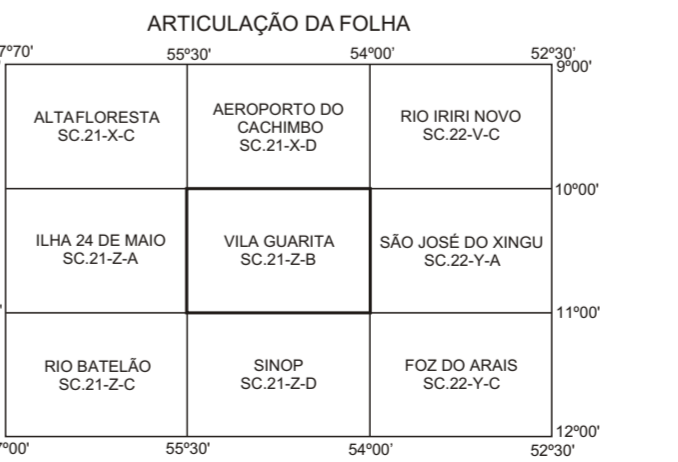 ARTICULAÇÃO DA FOLHA
7º70' 55º30' 54º00' 52º30'
9º00'
ALTAFLORESTA
SC.21-X-C
AEROPORTO DO
CACHIMBO
SC.21-X-D
RIO IRIRI NOVO
SC.22-V-C
10º00'
ILHA 24 DE MAIO
SC.21-Z-A
VILA GUARITA
SC.21-Z-B
SÃO JOSÉ DO XINGU
SC.22-Y-A
11º00'
RIO BATELÃO
SC.21-Z-C
SINOP
SC.21-Z-D
FOZ DO ARAIS
SC.22-Y-C
12º00'
7º00' 55º30' 54º00' 52º30'